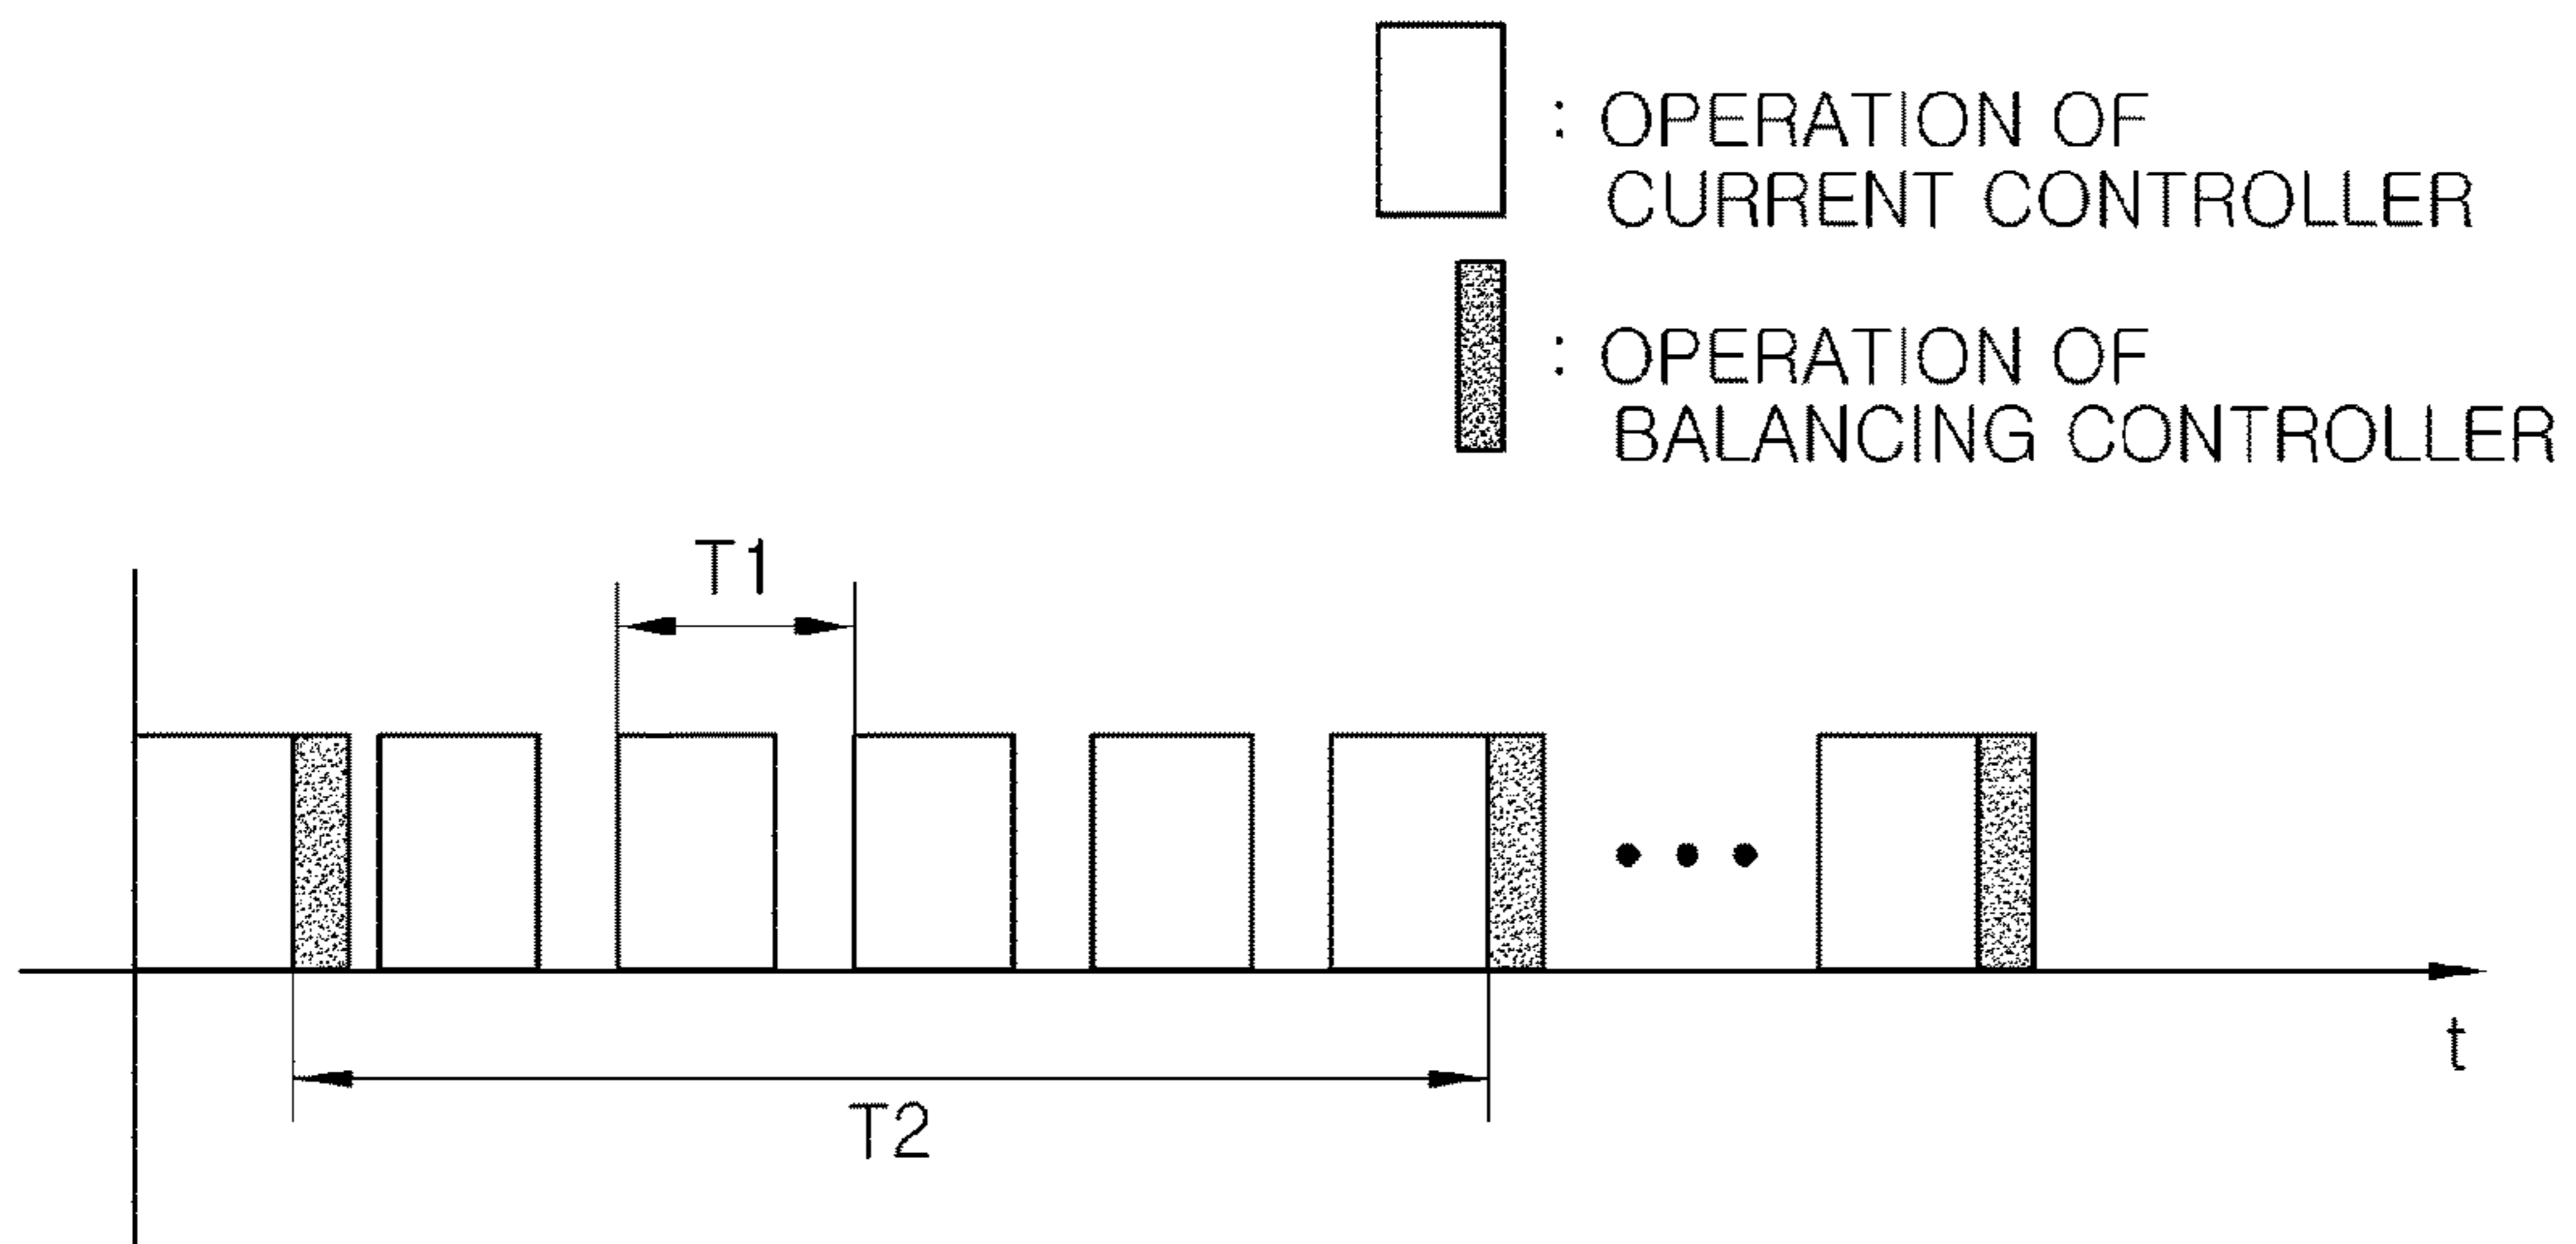 : OPERATION OF
CURRENT CONTROLLER
: OPERATION OF
BALANCING CONTROLLER
T1
t
T2